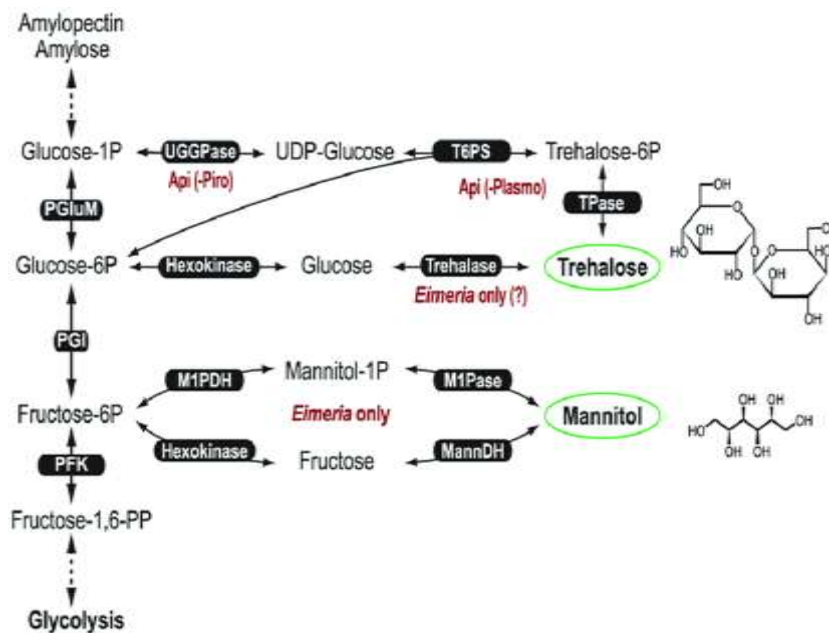 Amylopectin
Amylose
Glucose-1P UGGPase UDP-Glucose T6PS Trehalose-6P
Api (-Piro) Api (-Plasmo)
PGluM TPase
Glucose-6P Hexokinase Glucose Trehalase Trehalose
Eimeria only (?)
PGI
M1PDH Mannitol-1P M1Pase
Fructose-6P Eimeria only Mannitol
Hexokinase Fructose MannDH
PFK
Fructose-1,6-PP
Glycolysis
OH
O
OH
HO
HO
OH
O
O
HO
HO
OH
OH
OH
OH
OH
HO
OH
OH
OH